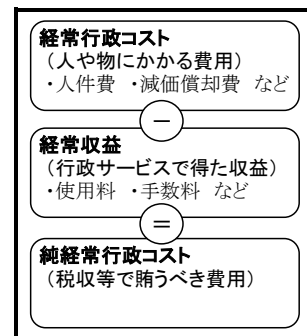 経常行政コスト
（人や物にかかる費用）
・人件費 ・減価償却費 など
－
経常収益
（行政サービスで得た収益）
・使用料 ・手数料 など
＝
純経常行政コスト
（税収等で賄うべき費用）